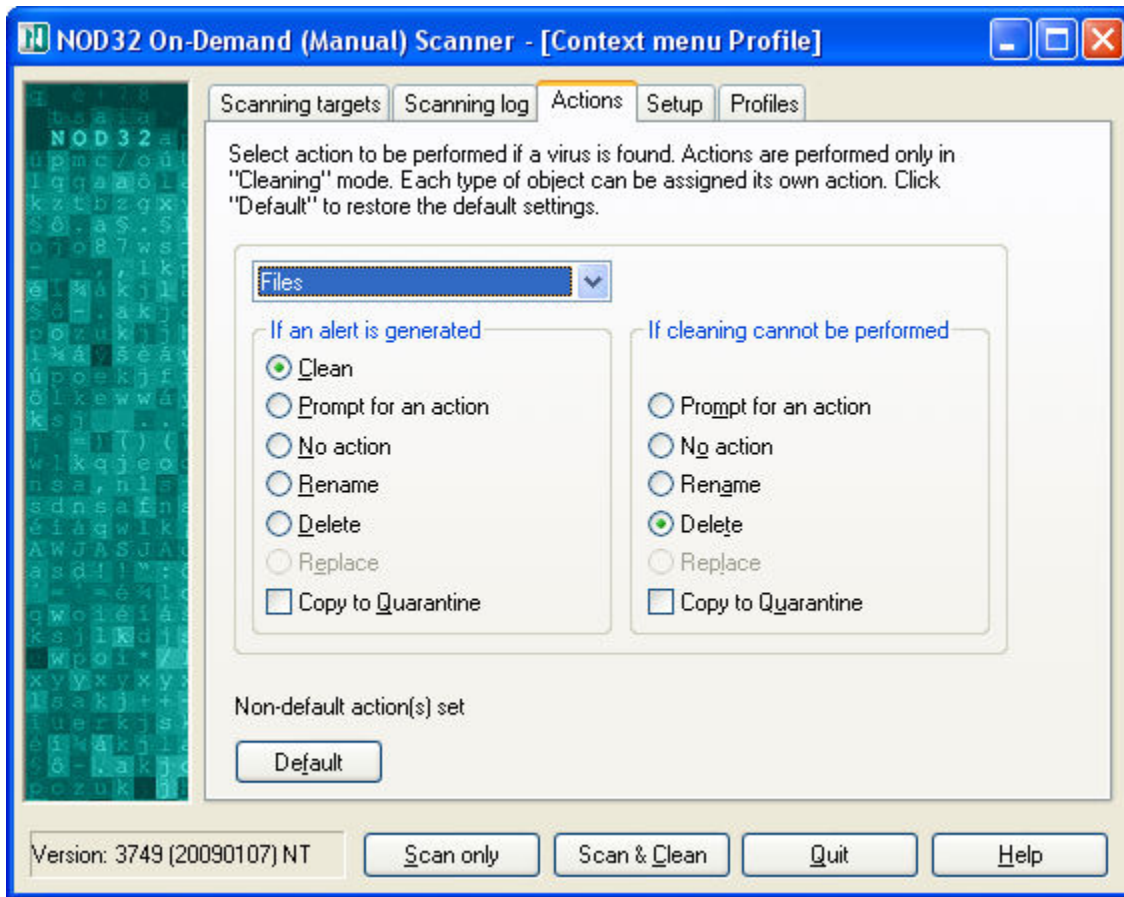 NOD32 On-Demand (Manual) Scanner - [Context menu Profile]
Scanning targets
Scanning log
Actions
Setup
Profiles
NOD32
Select action to be performed if a virus is found. Actions are performed only in
"Cleaning" mode. Each type of object can be assigned its own action. Click
"Default" to restore the default settings.
Files
If an alert is generated
Clean
Prompt for an action
No action
Rename
Delete
Replace
Copy to Quarantine
If cleaning cannot be performed
Prompt for an action
No action
Rename
Delete
Replace
Copy to Quarantine
Non-default action(s) set
Default
Version: 3749 (20090107) NT
Scan only
Scan & Clean
Quit
Help